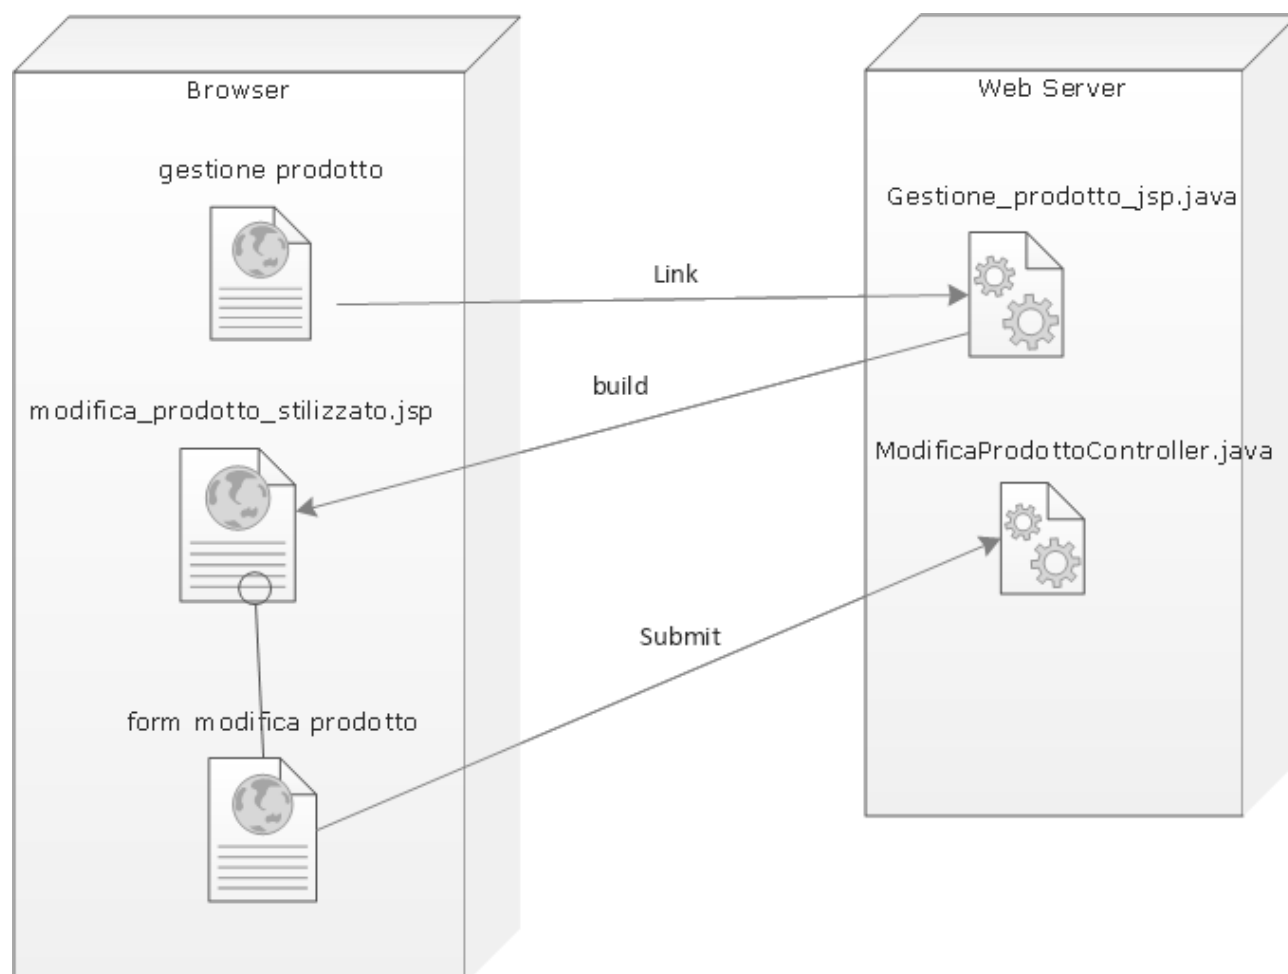 Browser
Web Server
gestione prodotto
Gestione_prodotto_jsp.java
Link
build
modifica_prodotto_stilizzato.jsp
ModificaProdottoController.java
Submit
form modifica prodotto